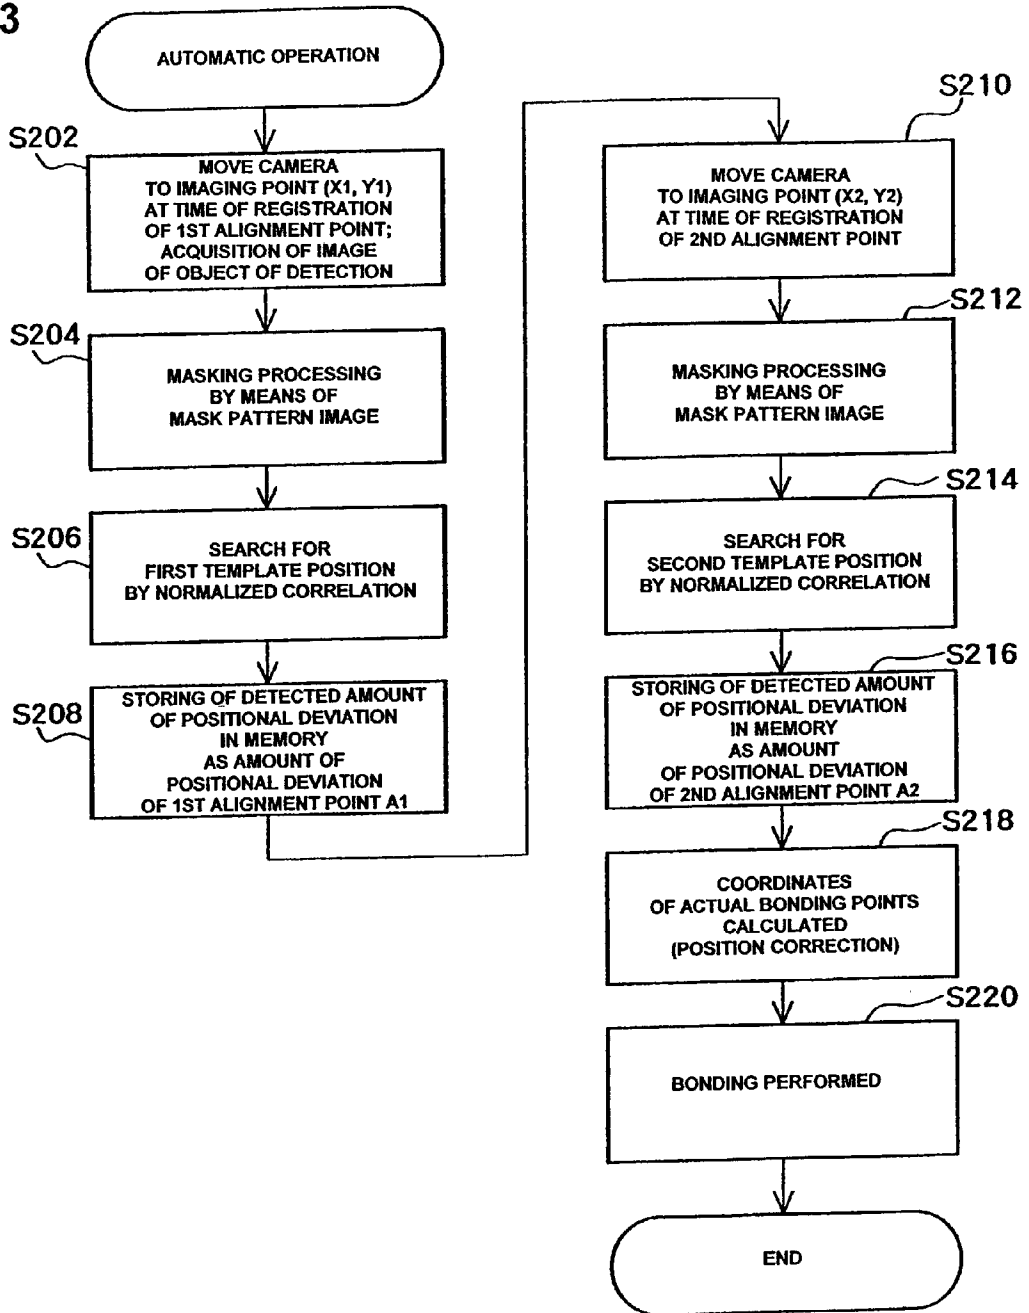 3
AUTOMATIC OPERATION
S202
MOVE CAMERA
TO IMAGING POINT (X1, Y1)
AT TIME OF REGISTRATION
OF 1ST ALIGNMENT POINT;
ACQUISITION OF IMAGE
OF OBJECT OF DETECTION
S204
MASKING PROCESSING
BY MEANS OF
MASK PATTERN IMAGE
S206
SEARCH FOR
FIRST TEMPLATE POSITION
BY NORMALIZED CORRELATION
S208
STORING OF DETECTED AMOUNT
OF POSITIONAL DEVIATION
IN MEMORY
AS AMOUNT OF
POSITIONAL DEVIATION
OF 1ST ALIGNMENT POINT A1
S210
MOVE CAMERA
TO IMAGING POINT (X2, Y2)
AT TIME OF REGISTRATION
OF 2ND ALIGNMENT POINT
S212
MASKING PROCESSING
BY MEANS OF
MASK PATTERN IMAGE
S214
SEARCH FOR
SECOND TEMPLATE POSITION
BY NORMALIZED CORRELATION
S216
STORING OF DETECTED AMOUNT
OF POSITIONAL DEVIATION
IN MEMORY
AS AMOUNT
OF POSITIONAL DEVIATION
OF 2ND ALIGNMENT POINT A2
S218
COORDINATES
OF ACTUAL BONDING POINTS
CALCULATED
(POSITION CORRECTION)
S220
BONDING PERFORMED
END